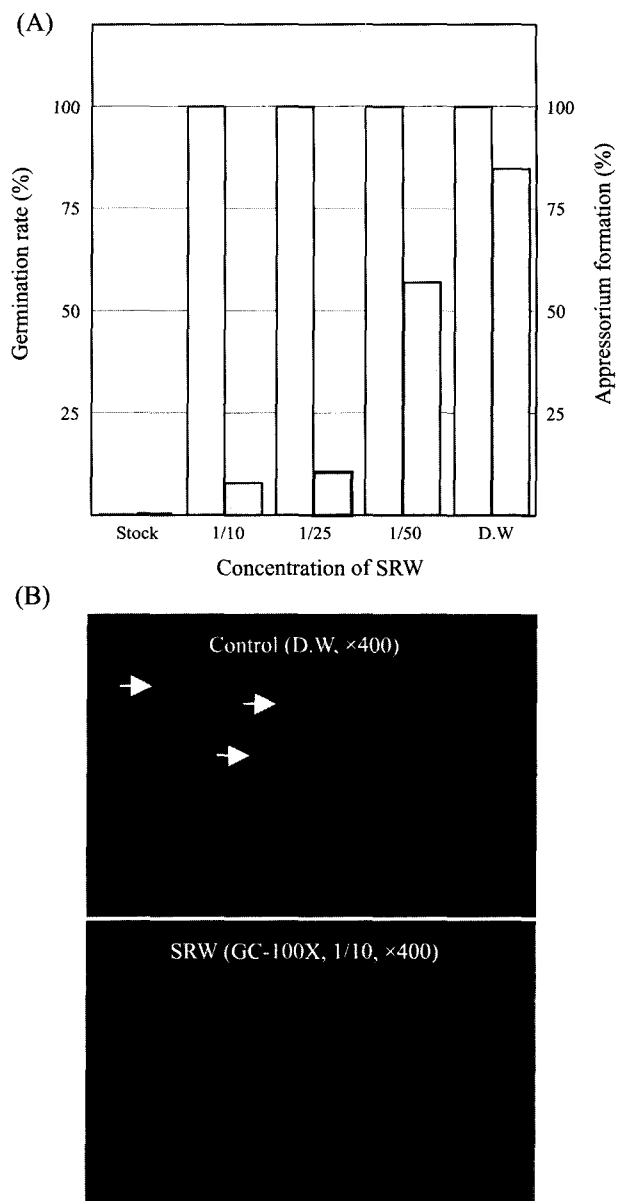 (A)
Germination rate (%)
100
75
50
25
100
75
50
25
Appressorium formation (%)
Stock 1/10 1/25 1/50 D.W
Concentration of SRW
(B)
Control (D.W, ×400)
SRW (GC-100X, 1/10, ×400)